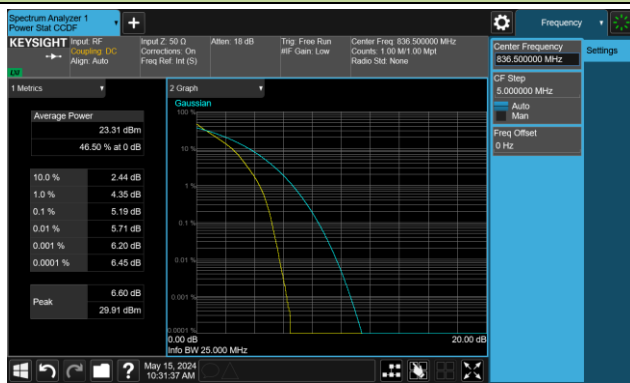 Spectrum Analyzer 1
Power Stat CCDF
Frequency
KEYSIGHT
Input: RF
Coupling: DC
Align: Auto
Input Z: 50 Ω
Corrections: On
Freq Ref: Int (S)
Atten: 18 dB
Trig: Free Run
#IF Gain: Low
Center Freq: 836.500000 MHz
Counts: 1.00 M/1.00 Mpt
Radio Std: None
Center Frequency
836.500000 MHz
Settings
CF Step
5.000000 MHz
Auto
Man
Freq Offset
0 Hz
1 Metrics
2 Graph
Average Power
23.31 dBm
46.50 % at 0 dB
10.0 % 2.44 dB
1.0 % 4.35 dB
0.1 % 5.19 dB
0.01 % 5.71 dB
0.001 % 6.20 dB
0.0001 % 6.45 dB
Peak
6.60 dB
29.91 dBm
Gaussian
100 %
10 %
1 %
0.1 %
0.01 %
0.001 %
0.0001 %
0.00 dB
20.00 dB
Info BW 25.000 MHz
May 15, 2024
10:31:37 AM